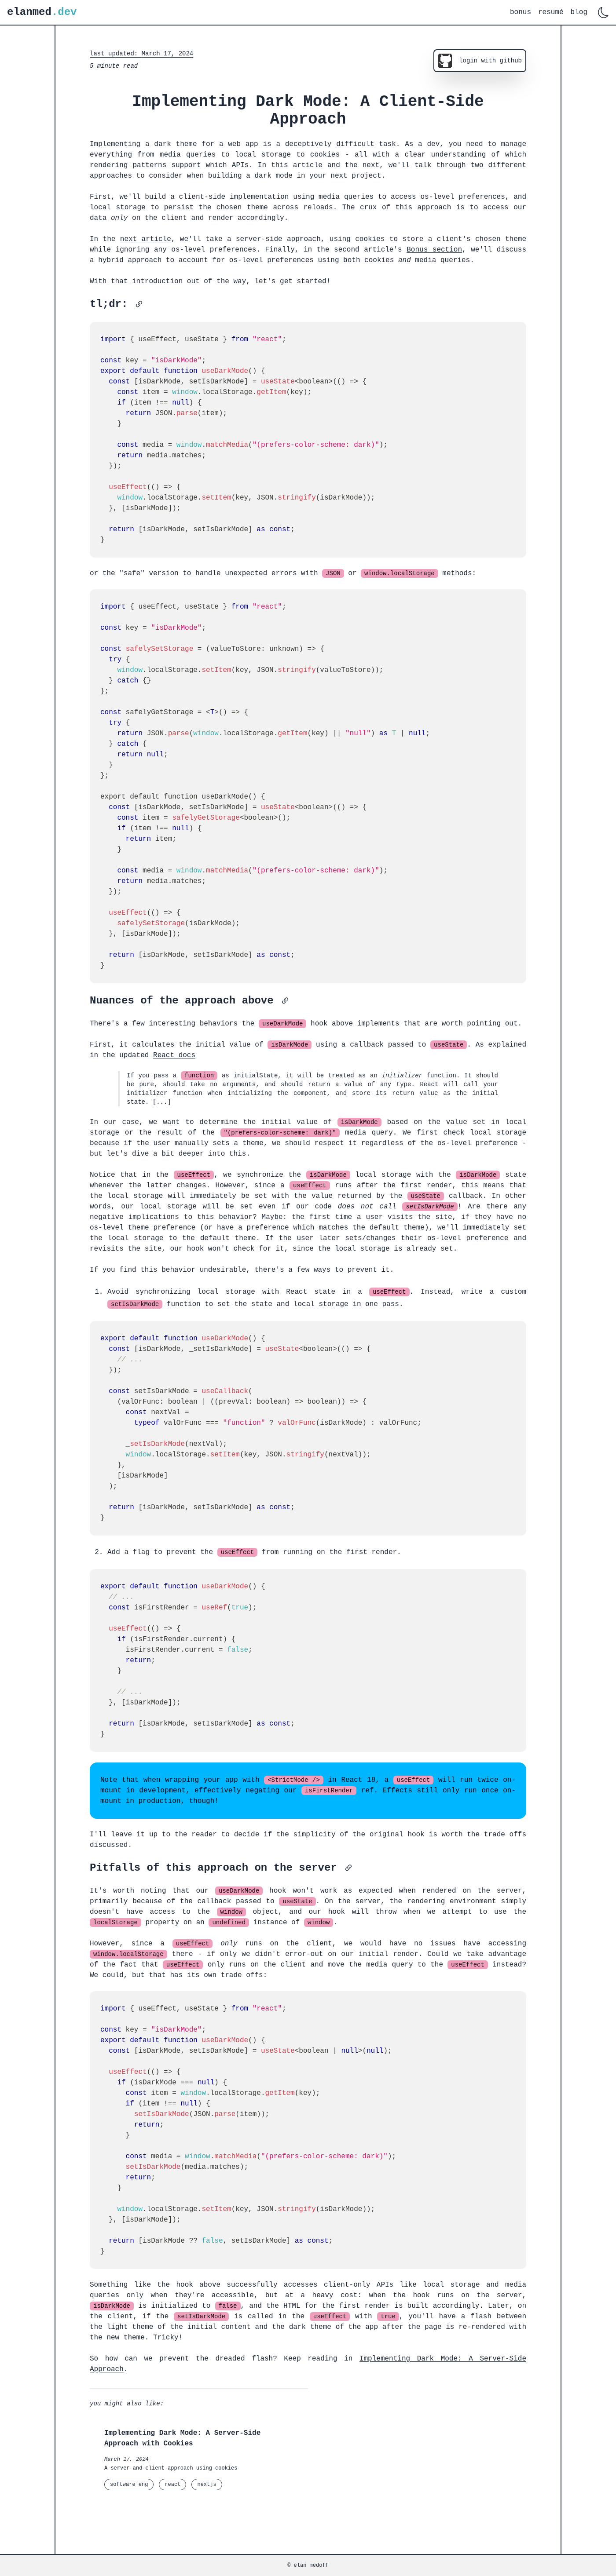 elanmed.dev
bonus resumé blog
last updated: March 17, 2024
5 minute read
login with github
Implementing Dark Mode: A Client-Side
Approach
Implementing a dark theme for a web app is a deceptively difficult task. As a dev, you need to manage
everything from media queries to local storage to cookies - all with a clear understanding of which
rendering patterns support which APIs. In this article and the next, we'll talk through two different
approaches to consider when building a dark mode in your next project.
First, we'll build a client-side implementation using media queries to access os-level preferences, and
local storage to persist the chosen theme across reloads. The crux of this approach is to access our
data only on the client and render accordingly.
In the next article, we'll take a server-side approach, using cookies to store a client's chosen theme
while ignoring any os-level preferences. Finally, in the second article's Bonus section, we'll discuss
a hybrid approach to account for os-level preferences using both cookies and media queries.
With that introduction out of the way, let's get started!
tl;dr:
import { useEffect, useState } from "react";
const key = "isDarkMode";
export default function useDarkMode() {
const [isDarkMode, setIsDarkMode] = useState<boolean>(() => {
const item = window.localStorage.getItem(key);
if (item !== null) {
return JSON.parse(item);
}
const media = window.matchMedia("(prefers-color-scheme: dark)");
return media.matches;
});
useEffect(() => {
window.localStorage.setItem(key, JSON.stringify(isDarkMode));
}, [isDarkMode]);
return [isDarkMode, setIsDarkMode] as const;
}
or the "safe" version to handle unexpected errors with JSON or window.localStorage methods:
import { useEffect, useState } from "react";
const key = "isDarkMode";
const safelySetStorage = (valueToStore: unknown) => {
try {
window.localStorage.setItem(key, JSON.stringify(valueToStore));
} catch {}
};
const safelyGetStorage = <T>() => {
try {
return JSON.parse(window.localStorage.getItem(key) || "null") as T | null;
} catch {
return null;
}
};
export default function useDarkMode() {
const [isDarkMode, setIsDarkMode] = useState<boolean>(() => {
const item = safelyGetStorage<boolean>();
if (item !== null) {
return item;
}
const media = window.matchMedia("(prefers-color-scheme: dark)");
return media.matches;
});
useEffect(() => {
safelySetStorage(isDarkMode);
}, [isDarkMode]);
return [isDarkMode, setIsDarkMode] as const;
}
Nuances of the approach above
There's a few interesting behaviors the useDarkMode hook above implements that are worth pointing out.
First, it calculates the initial value of isDarkMode using a callback passed to useState. As explained
in the updated React docs
If you pass a function as initialState, it will be treated as an initializer function. It should
be pure, should take no arguments, and should return a value of any type. React will call your
initializer function when initializing the component, and store its return value as the initial
state. [...]
In our case, we want to determine the initial value of isDarkMode based on the value set in local
storage or the result of the "(prefers-color-scheme: dark)" media query. We first check local storage
because if the user manually sets a theme, we should respect it regardless of the os-level preference -
but let's dive a bit deeper into this.
Notice that in the useEffect, we synchronize the isDarkMode local storage with the isDarkMode state
whenever the latter changes. However, since a useEffect runs after the first render, this means that
the local storage will immediately be set with the value returned by the useState callback. In other
words, our local storage will be set even if our code does not call setIsDarkMode! Are there any
negative implications to this behavior? Maybe: the first time a user visits the site, if they have no
os-level theme preference (or have a preference which matches the default theme), we'll immediately set
the local storage to the default theme. If the user later sets/changes their os-level preference and
revisits the site, our hook won't check for it, since the local storage is already set.
If you find this behavior undesirable, there's a few ways to prevent it.
1. Avoid synchronizing local storage with React state in a useEffect. Instead, write a custom
setIsDarkMode function to set the state and local storage in one pass.
export default function useDarkMode() {
const [isDarkMode, _setIsDarkMode] = useState<boolean>(() => {
// ...
});
const setIsDarkMode = useCallback(
(valOrFunc: boolean | ((prevVal: boolean) => boolean)) => {
const nextVal =
typeof valOrFunc === "function" ? valOrFunc(isDarkMode) : valOrFunc;
_setIsDarkMode(nextVal);
window.localStorage.setItem(key, JSON.stringify(nextVal));
},
[isDarkMode]
);
return [isDarkMode, setIsDarkMode] as const;
}
2. Add a flag to prevent the useEffect from running on the first render.
export default function useDarkMode() {
// ...
const isFirstRender = useRef(true);
useEffect(() => {
if (isFirstRender.current) {
isFirstRender.current = false;
return;
}
// ...
}, [isDarkMode]);
return [isDarkMode, setIsDarkMode] as const;
}
Note that when wrapping your app with <StrictMode /> in React 18, a useEffect will run twice on-
mount in development, effectively negating our isFirstRender ref. Effects still only run once on-
mount in production, though!
I'll leave it up to the reader to decide if the simplicity of the original hook is worth the trade offs
discussed.
Pitfalls of this approach on the server
It's worth noting that our useDarkMode hook won't work as expected when rendered on the server,
primarily because of the callback passed to useState. On the server, the rendering environment simply
doesn't have access to the window object, and our hook will throw when we attempt to use the
localStorage property on an undefined instance of window.
However, since a useEffect only runs on the client, we would have no issues have accessing
window.localStorage there - if only we didn't error-out on our initial render. Could we take advantage
of the fact that useEffect only runs on the client and move the media query to the useEffect instead?
We could, but that has its own trade offs:
import { useEffect, useState } from "react";
const key = "isDarkMode";
export default function useDarkMode() {
const [isDarkMode, setIsDarkMode] = useState<boolean | null>(null);
useEffect(() => {
if (isDarkMode === null) {
const item = window.localStorage.getItem(key);
if (item !== null) {
setIsDarkMode(JSON.parse(item));
return;
}
const media = window.matchMedia("(prefers-color-scheme: dark)");
setIsDarkMode(media.matches);
return;
}
window.localStorage.setItem(key, JSON.stringify(isDarkMode));
}, [isDarkMode]);
return [isDarkMode ?? false, setIsDarkMode] as const;
}
Something like the hook above successfully accesses client-only APIs like local storage and media
queries only when they're accessible, but at a heavy cost: when the hook runs on the server,
isDarkMode is initialized to false, and the HTML for the first render is built accordingly. Later, on
the client, if the setIsDarkMode is called in the useEffect with true, you'll have a flash between
the light theme of the initial content and the dark theme of the app after the page is re-rendered with
the new theme. Tricky!
So how can we prevent the dreaded flash? Keep reading in Implementing Dark Mode: A Server-Side
Approach.
you might also like:
Implementing Dark Mode: A Server-Side
Approach with Cookies
March 17, 2024
A server-and-client approach using cookies
software eng react nextjs
© elan medoff